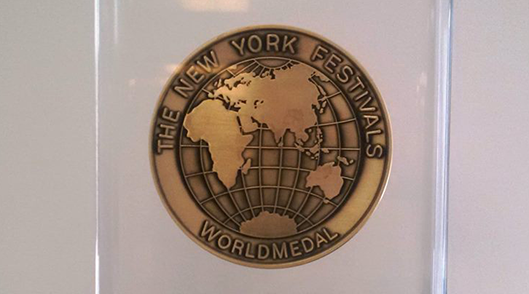 THE NEW YORK FESTIVALS
WORLDMEDAL